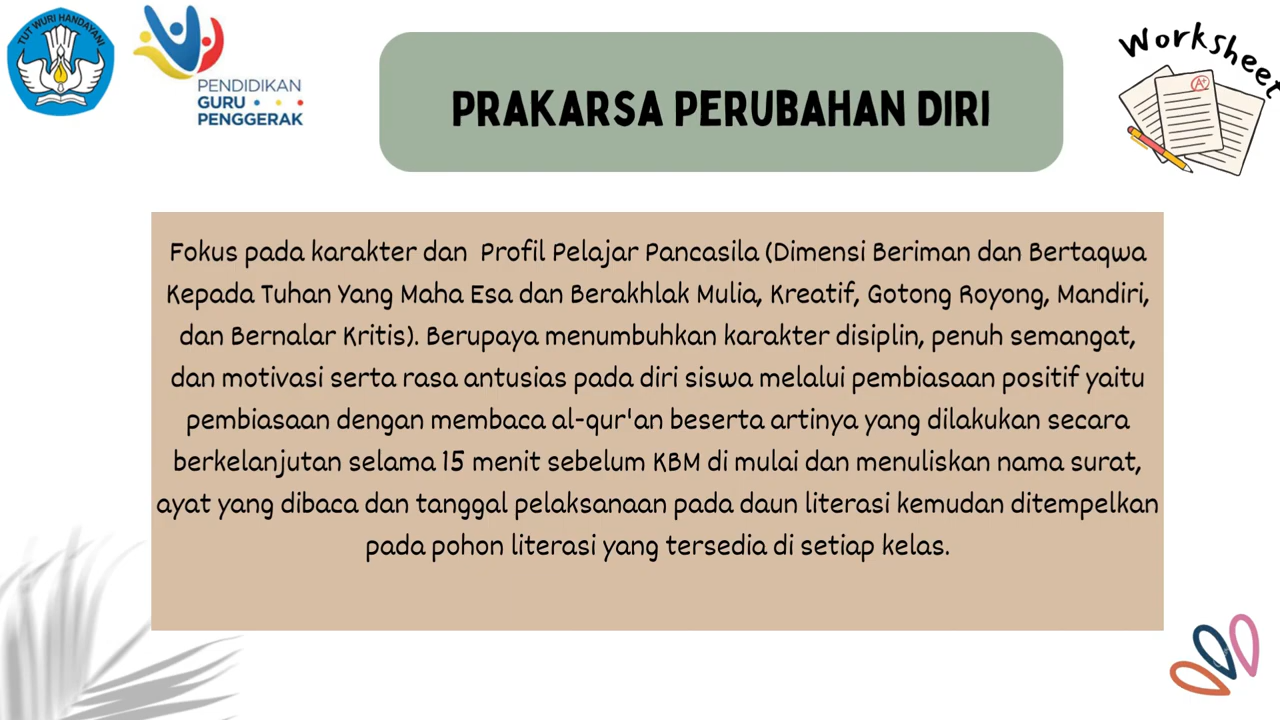 TUT WURI HANDAYANI
PENDIDIKAN
GURU
PENGGERAK
PRAKARSA PERUBAHAN DIRI
Worksheet
A+
Fokus pada karakter dan Profil Pelajar Pancasila (Dimensi Beriman dan Bertaqwa
Kepada Tuhan Yang Maha Esa dan Berakhlak Mulia, Kreatif, Gotong Royong, Mandiri,
dan Bernalar Kritis). Berupaya menumbuhkan karakter disiplin, penuh semangat,
dan motivasi serta rasa antusias pada diri siswa melalui pembiasaan positif yaitu
pembiasaan dengan membaca al-qur'an beserta artinya yang dilakukan secara
berkelanjutan selama 15 menit sebelum KBM di mulai dan menuliskan nama surat,
ayat yang dibaca dan tanggal pelaksanaan pada daun literasi kemudan ditempelkan
pada pohon literasi yang tersedia di setiap kelas.